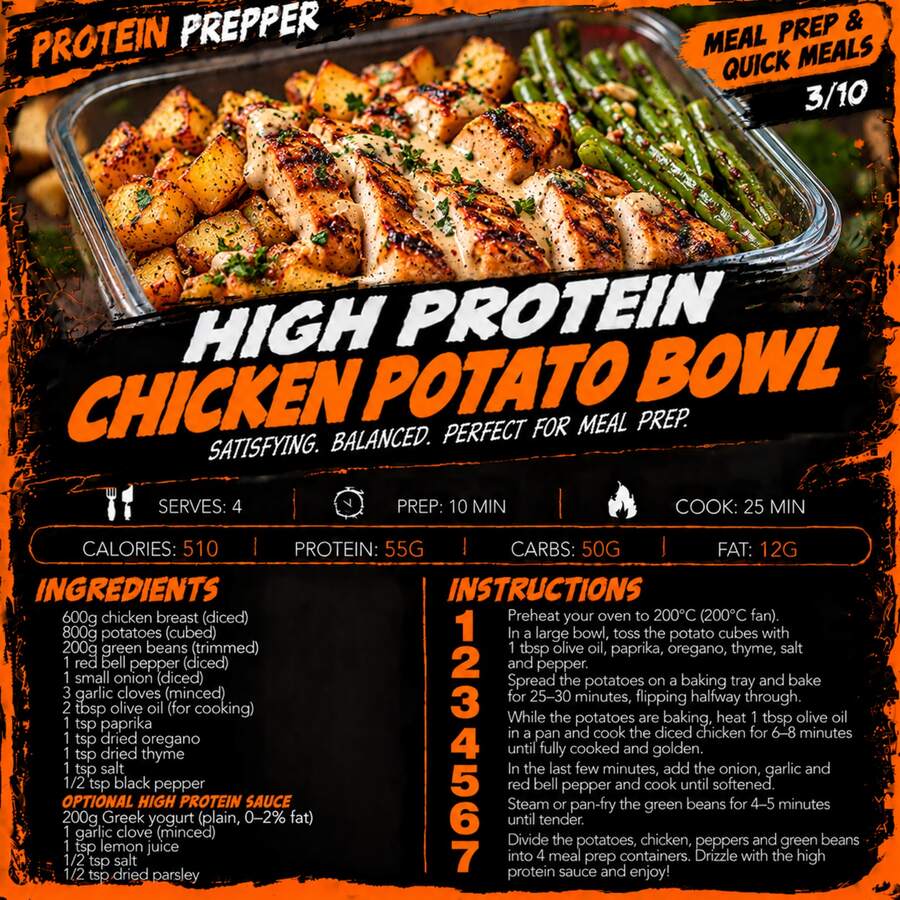 PROTEIN PREPPER
MEAL PREP &
QUICK MEALS
3/10
HIGH PROTEIN
CHICKEN POTATO BOWL
SATISFYING. BALANCED. PERFECT FOR MEAL PREP.
SERVES: 4
PREP: 10 MIN
COOK: 25 MIN
CALORIES: 510
PROTEIN: 55G
CARBS: 50G
FAT: 12G
INGREDIENTS
600g chicken breast (diced)
800g potatoes (cubed)
200g green beans (trimmed)
1 red bell pepper (diced)
1 small onion (diced)
3 garlic cloves (minced)
2 tbsp olive oil (for cooking)
1 tsp paprika
1 tsp dried oregano
1 tsp dried thyme
1 tsp salt
1/2 tsp black pepper
OPTIONAL HIGH PROTEIN SAUCE
200g Greek yogurt (plain, 0–2% fat)
1 garlic clove (minced)
1 tsp lemon juice
1/2 tsp salt
1/2 tsp dried parsley
INSTRUCTIONS
1 Preheat your oven to 200°C (200°C fan).
2 In a large bowl, toss the potato cubes with
1 tbsp olive oil, paprika, oregano, thyme, salt
and pepper.
3 Spread the potatoes on a baking tray and bake
for 25–30 minutes, flipping halfway through.
4 While the potatoes are baking, heat 1 tbsp olive oil
in a pan and cook the diced chicken for 6–8 minutes
until fully cooked and golden.
5 In the last few minutes, add the onion, garlic and
red bell pepper and cook until softened.
6 Steam or pan-fry the green beans for 4–5 minutes
until tender.
7 Divide the potatoes, chicken, peppers and green beans
into 4 meal prep containers. Drizzle with the high
protein sauce and enjoy!